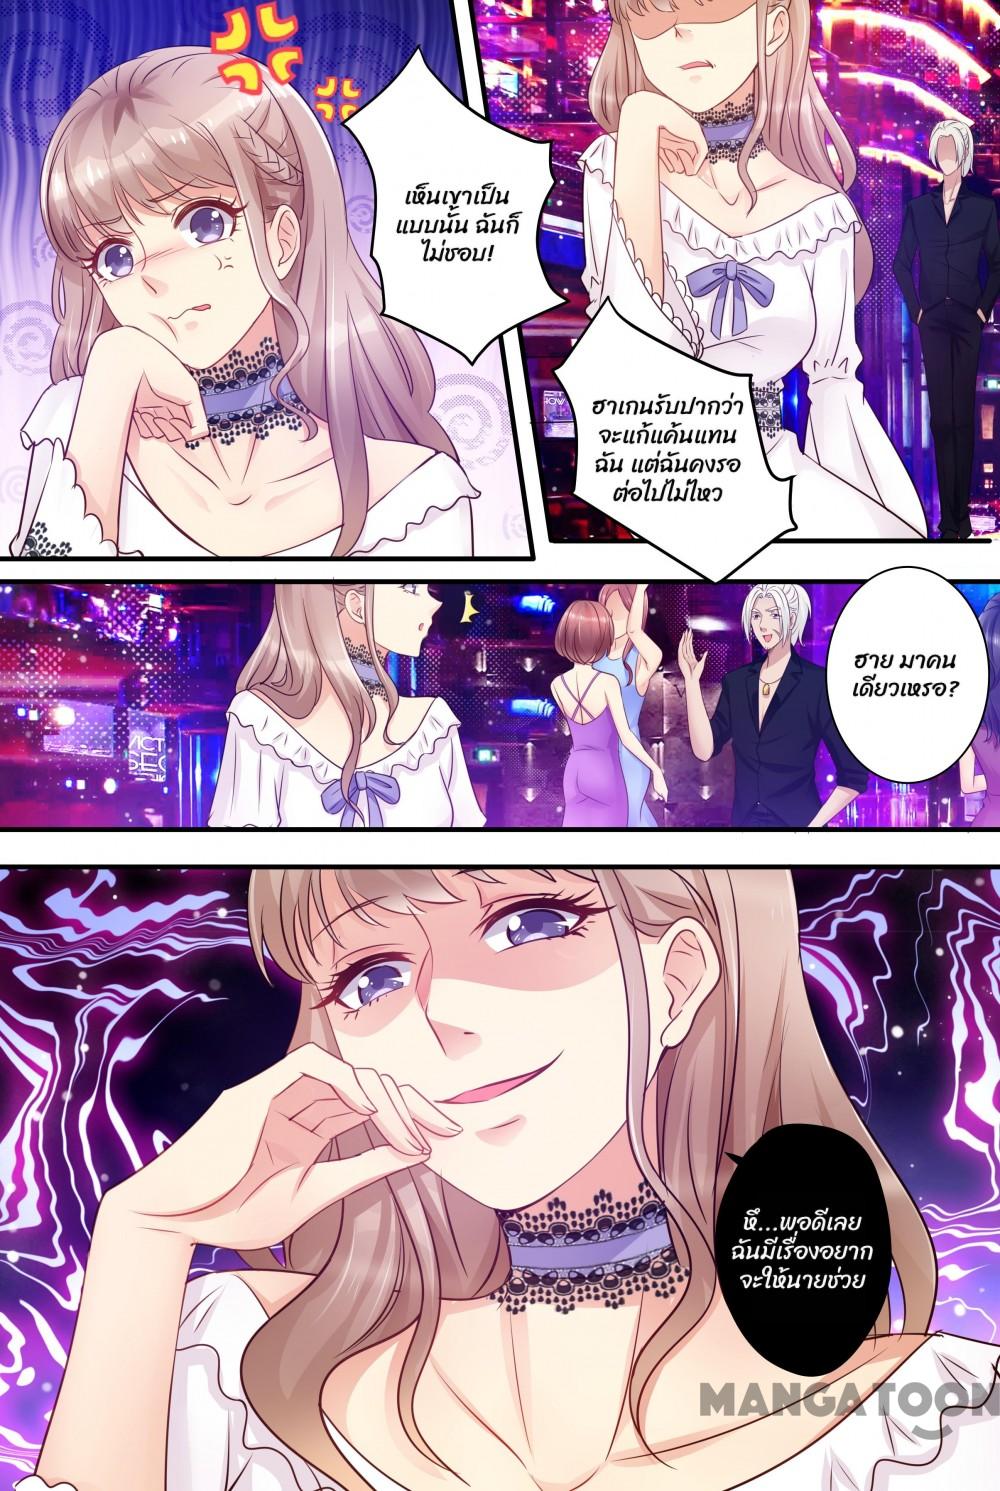 เห็นเขาเป็น
แบบนั้น ฉันก็
ไม่ชอบ!
ฮาเกนรับปากว่า
จะแก้แค้นแทน
ฉัน แต่ฉันคงรอ
ต่อไปไม่ไหว
ฮาย มาคน
เดียวเหรอ?
หึ...พอดีเลย
ฉันมีเรื่องอยาก
จะให้นายช่วย
MANGATOON